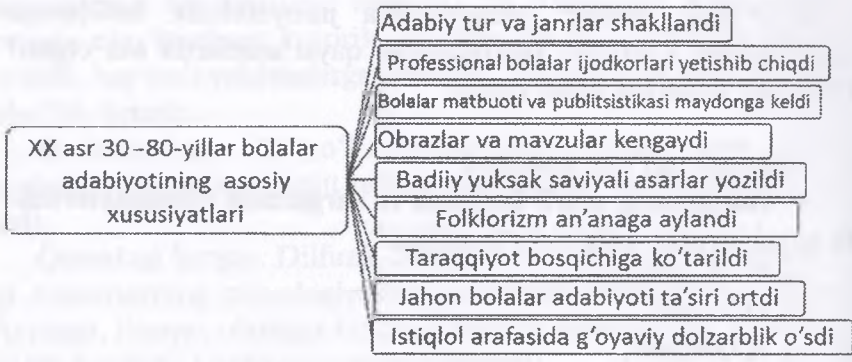 Adabiy tur va janrlar shakllandi
Professional bolalar ijodkorlari yetishib chiqdi
Bolalar matbuoti va publitsistikasi maydonga keldi
XX asr 30 –80-yillar bolalar
adabiyotining asosiy
xususiyatlari
Obrazlar va mavzular kengaydi
Badiiy yuksak saviyali asarlar yozildi
Folklorizm an’anaga aylandi
Taraqqiyot bosqichiga ko‘tarildi
Jahon bolalar adabiyoti ta’siri ortdi
Istiqlol arafasida g‘oyaviy dolzarblik o‘sdi